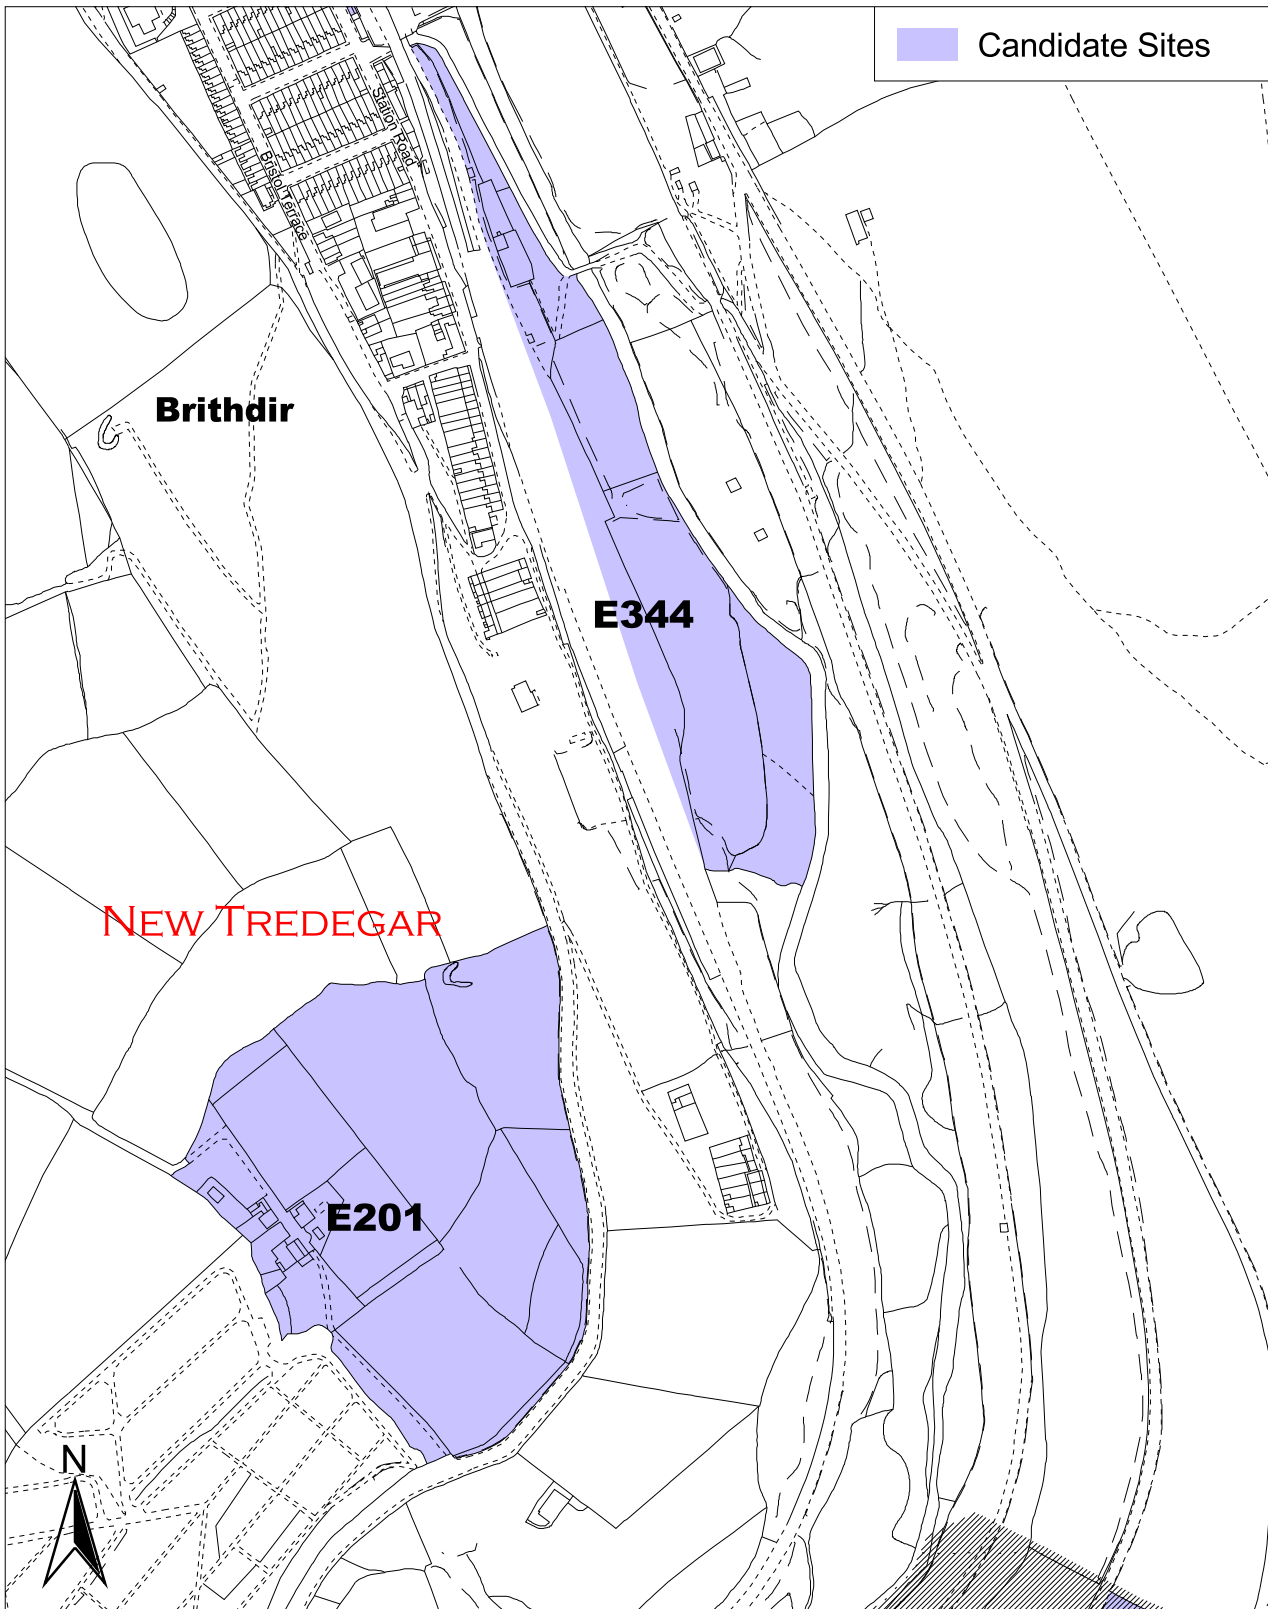 Candidate Sites
Station Road
Bristol Terrace
Brithdir
E344
NEW TREDEGAR
E201
N